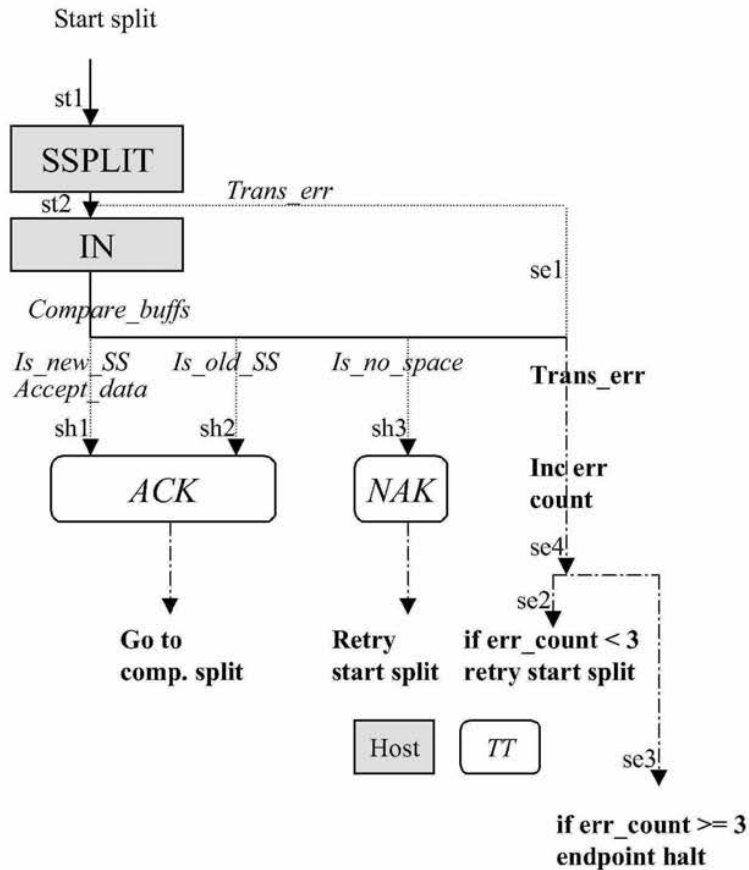 Start split
st1
SSPLIT
st2
Trans_err
IN
se1
Compare_buffs
Is_new_SS
Accept_data
Is_old_SS
Is_no_space
Trans_err
sh1
sh2
sh3
ACK
NAK
Inc err
count
se4
se2
Go to
comp. split
Retry
start split
if err_count < 3
retry start split
Host
TT
se3
if err_count >= 3
endpoint halt